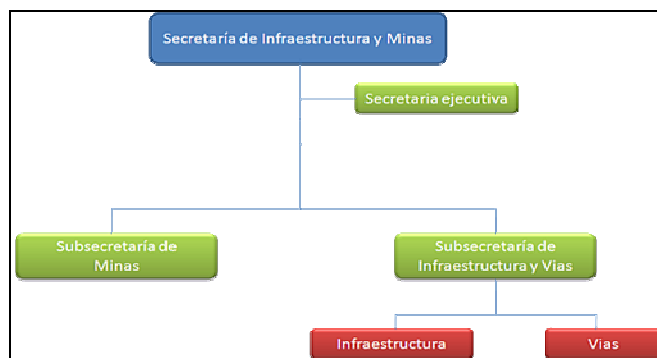 Secretaría de Infraestructura y Minas
Secretaria ejecutiva
Subsecretaría de
Minas
Subsecretaría de
Infraestructura y Vias
Infraestructura
Vias